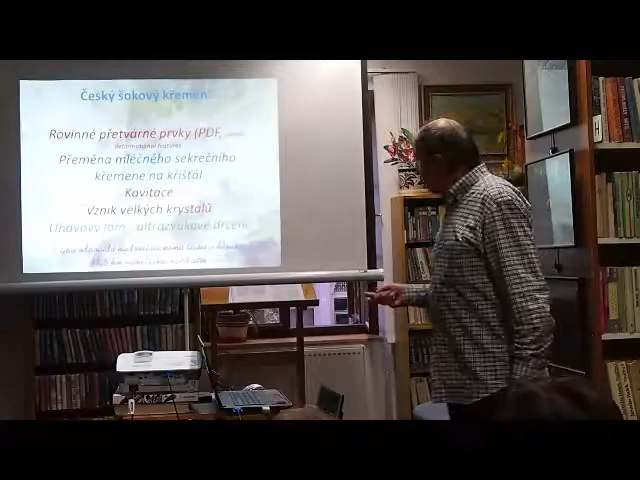 Český šokový křemen
Rovinné přetvárné prvky (PDF,
deformational features
Přeměna mléčného sekrečního
křemene na křišťál
Kavitace
Vznik velkých krystalů
Únavový lom ultrazvukové drcení